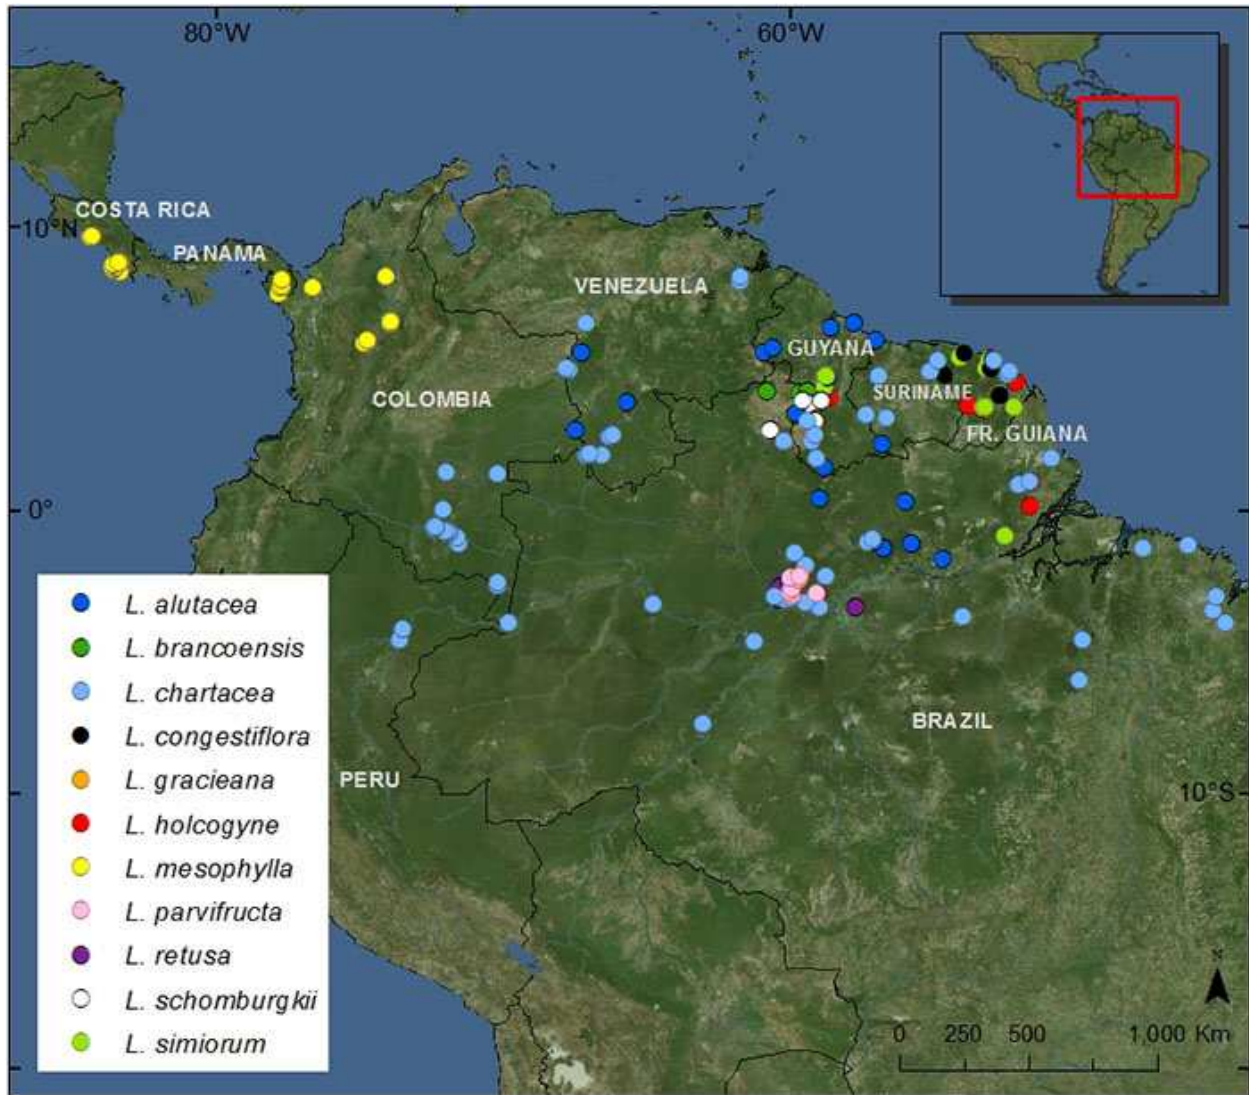 80°W 60°W
COSTA RICA
10°N
PANAMA
VENEZUELA
GUYANA
SURINAME
COLOMBIA
FR. GUIANA
0°
L. alutacea
L. brancoensis
L. chartacea
L. congestiflora
L. gracieana
L. holcogyne
L. mesophylla
L. parvifructa
L. retusa
L. schomburgkii
L. simiorum
BRAZIL
PERU
10°S
N
0 250 500 1,000 Km